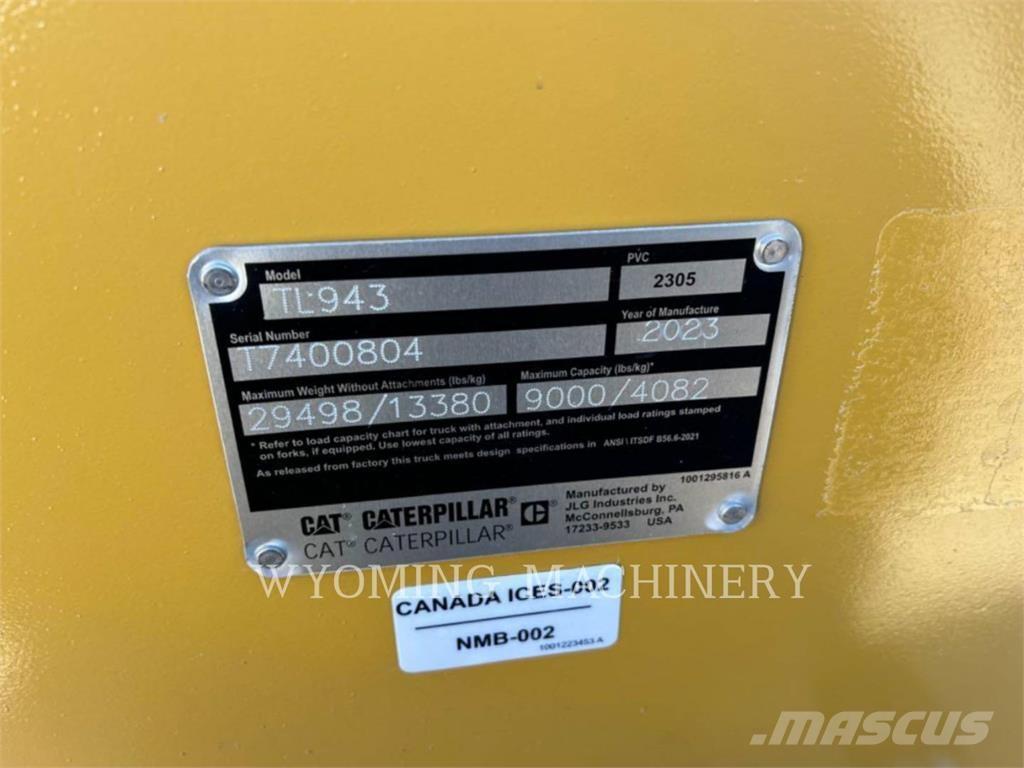 Model
TL943
PVC
2305
Serial Number
T7400804
Year of Manufacture
2023
Maximum Weight Without Attachments (lbs/kg)
29498/13380
Maximum Capacity (lbs/kg)*
9000/4082
* Refer to load capacity chart for truck with attachment, and individual load ratings stamped
on forks, if equipped. Use lowest capacity of all ratings.
As released from factory this truck meets design specifications in ANSI \ ITSDF B56.6-2021
1001295816 A
CAT® CATERPILLAR® C®
CAT® CATERPILLAR®
Manufactured by
JLG Industries Inc.
McConnellsburg, PA
17233-9533 USA
WYOMING MACHINERY
CANADA ICES-002
NMB-002
1001223453 A
MASCUS